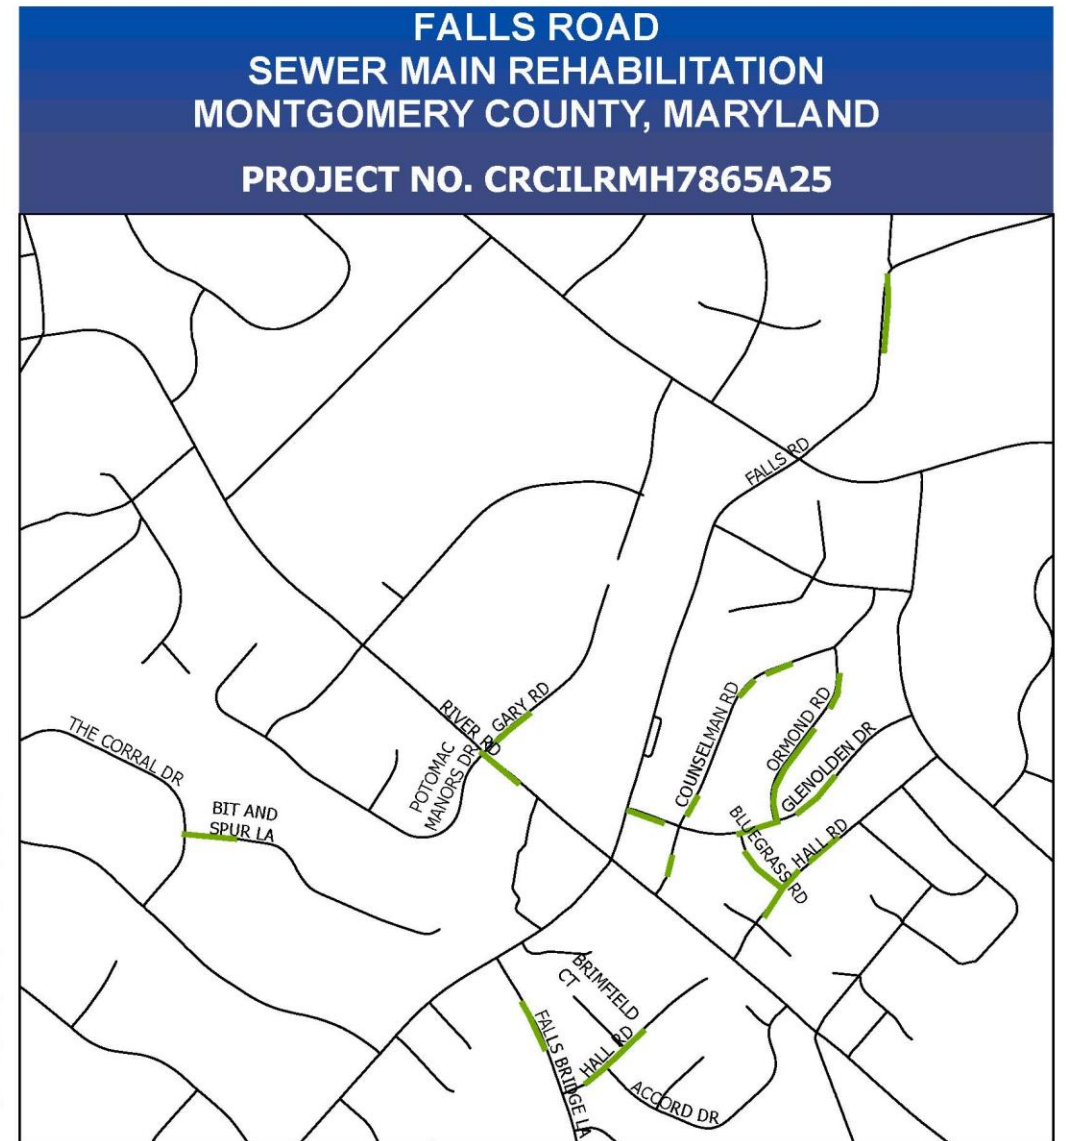 FALLS ROAD
SEWER MAIN REHABILITATION
MONTGOMERY COUNTY, MARYLAND
PROJECT NO. CRCILRMH7865A25
FALLS RD
GARY RD
RIVER RD
POTOMAC
MANORS DR
THE CORRAL DR
BIT AND
SPUR LA
COUNSELMAN RD
ORMOND RD
GLENOLDEN DR
BLUEGRASS RD
HALL RD
BRIMFIELD
CT
HALL RD
FALLS BRIDGE LA
ACCORD DR